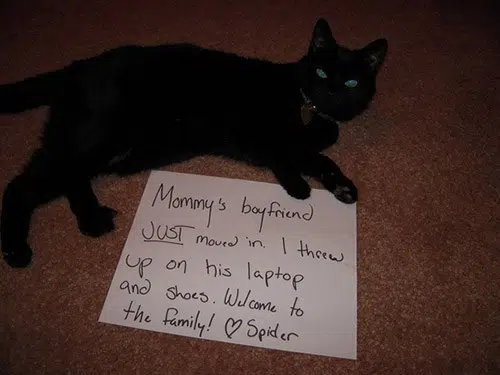 Mommy's boyfriend
JUST moved in. I threw
up on his laptop
and shoes. Welcome to
the family! ♡ Spider